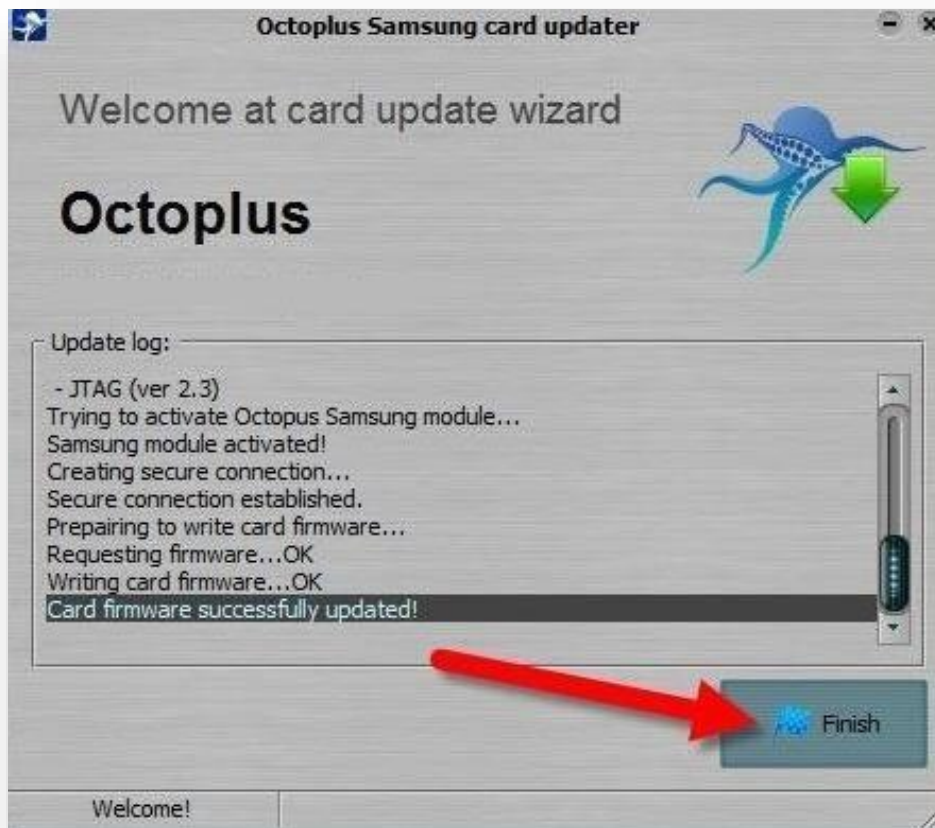 Octoplus Samsung card updater
Welcome at card update wizard
Octoplus
Update log:
- JTAG (ver 2.3)
Trying to activate Octopus Samsung module...
Samsung module activated!
Creating secure connection...
Secure connection established.
Prepairing to write card firmware...
Requesting firmware...OK
Writing card firmware...OK
Card firmware successfully updated!
Finish
Welcome!